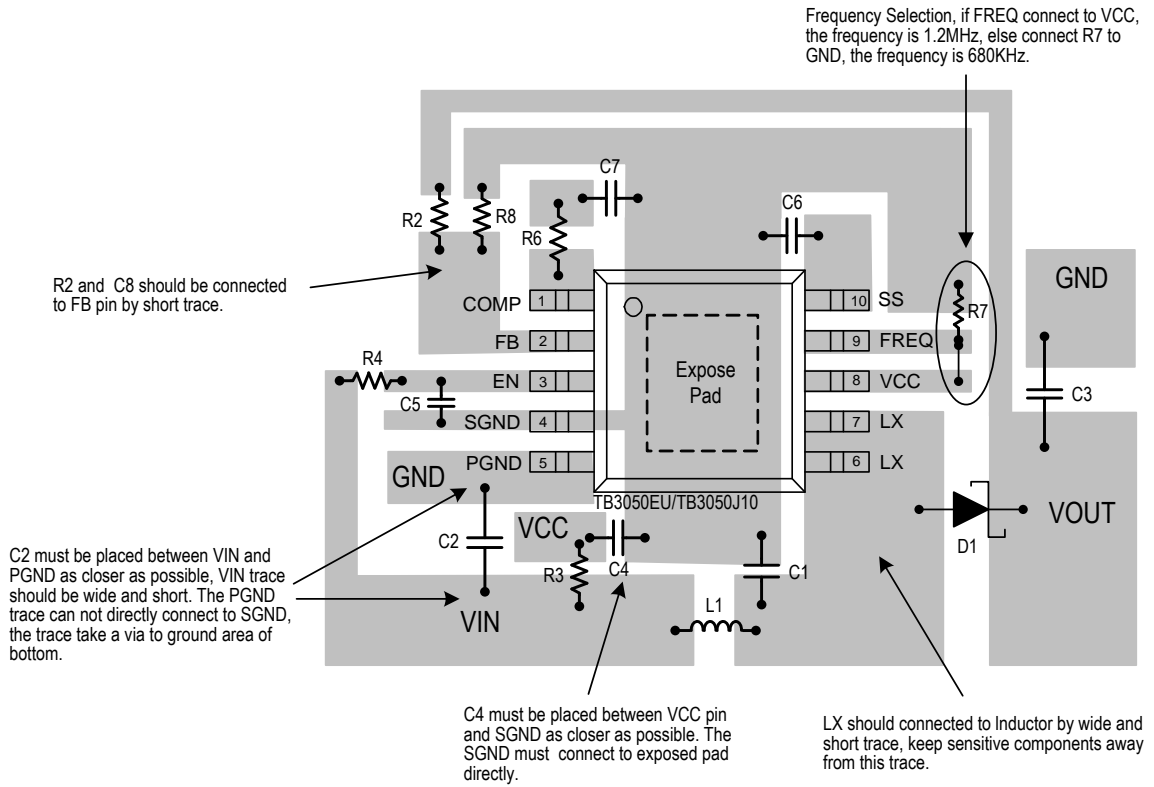 Frequency Selection, if FREQ connect to VCC,
the frequency is 1.2MHz, else connect R7 to
GND, the frequency is 680KHz.
C7
C6
R2
R8
R6
R2 and C8 should be connected
to FB pin by short trace.
GND
COMP 1
10 SS
R7
FB 2
9 FREQ
R4
EN 3
8 VCC
Expose
Pad
C5
C3
SGND 4
7 LX
PGND 5
6 LX
GND
TB3050EU/TB3050J10
VCC
VOUT
C2
D1
R3
C4
C1
C2 must be placed between VIN and
PGND as closer as possible, VIN trace
should be wide and short. The PGND
trace can not directly connect to SGND,
the trace take a via to ground area of
bottom.
VIN
L1
C4 must be placed between VCC pin
and SGND as closer as possible. The
SGND must connect to exposed pad
directly.
LX should connected to Inductor by wide and
short trace, keep sensitive components away
from this trace.